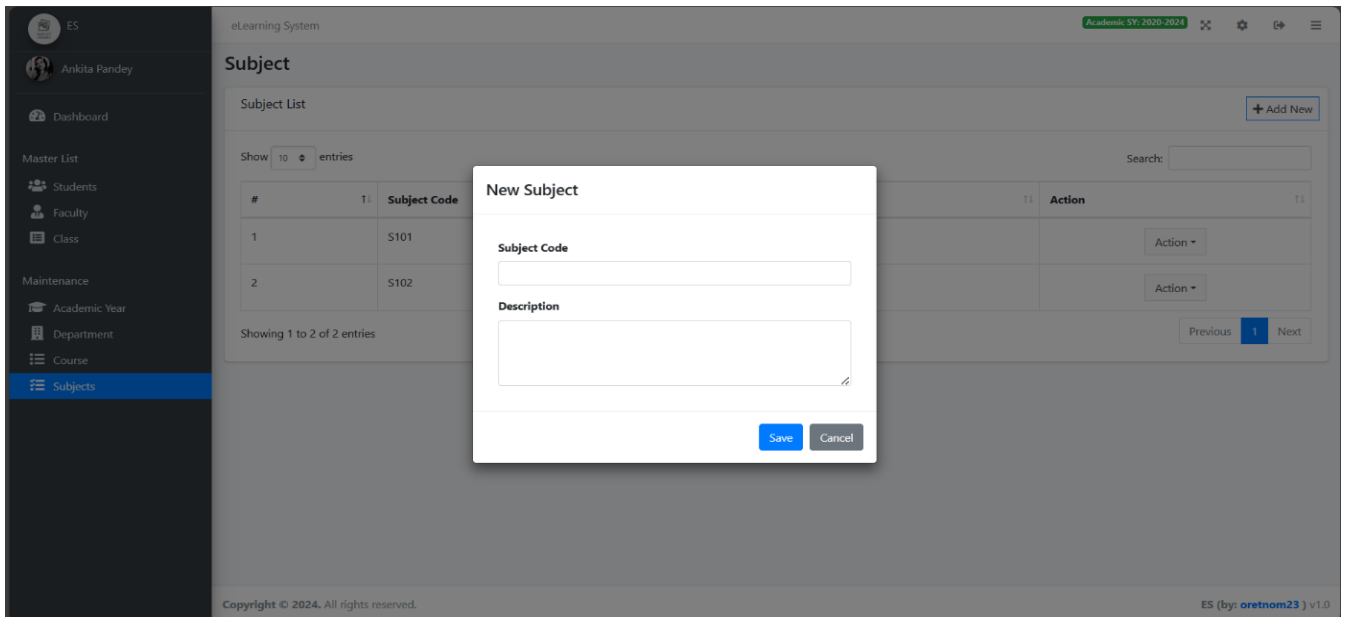 ES
eLearning System
Academic SY: 2020-2024
Ankita Pandey
Subject
Dashboard
Subject List
Add New
Master List
Show 10 entries
Search:
Students
Faculty
Class
# Subject Code Action
1 S101 Action
2 S102 Action
Showing 1 to 2 of 2 entries
Previous 1 Next
Maintenance
Academic Year
Department
Course
Subjects
New Subject
Subject Code
Description
Save Cancel
Copyright © 2024. All rights reserved.
ES (by: oretnom23 ) v1.0